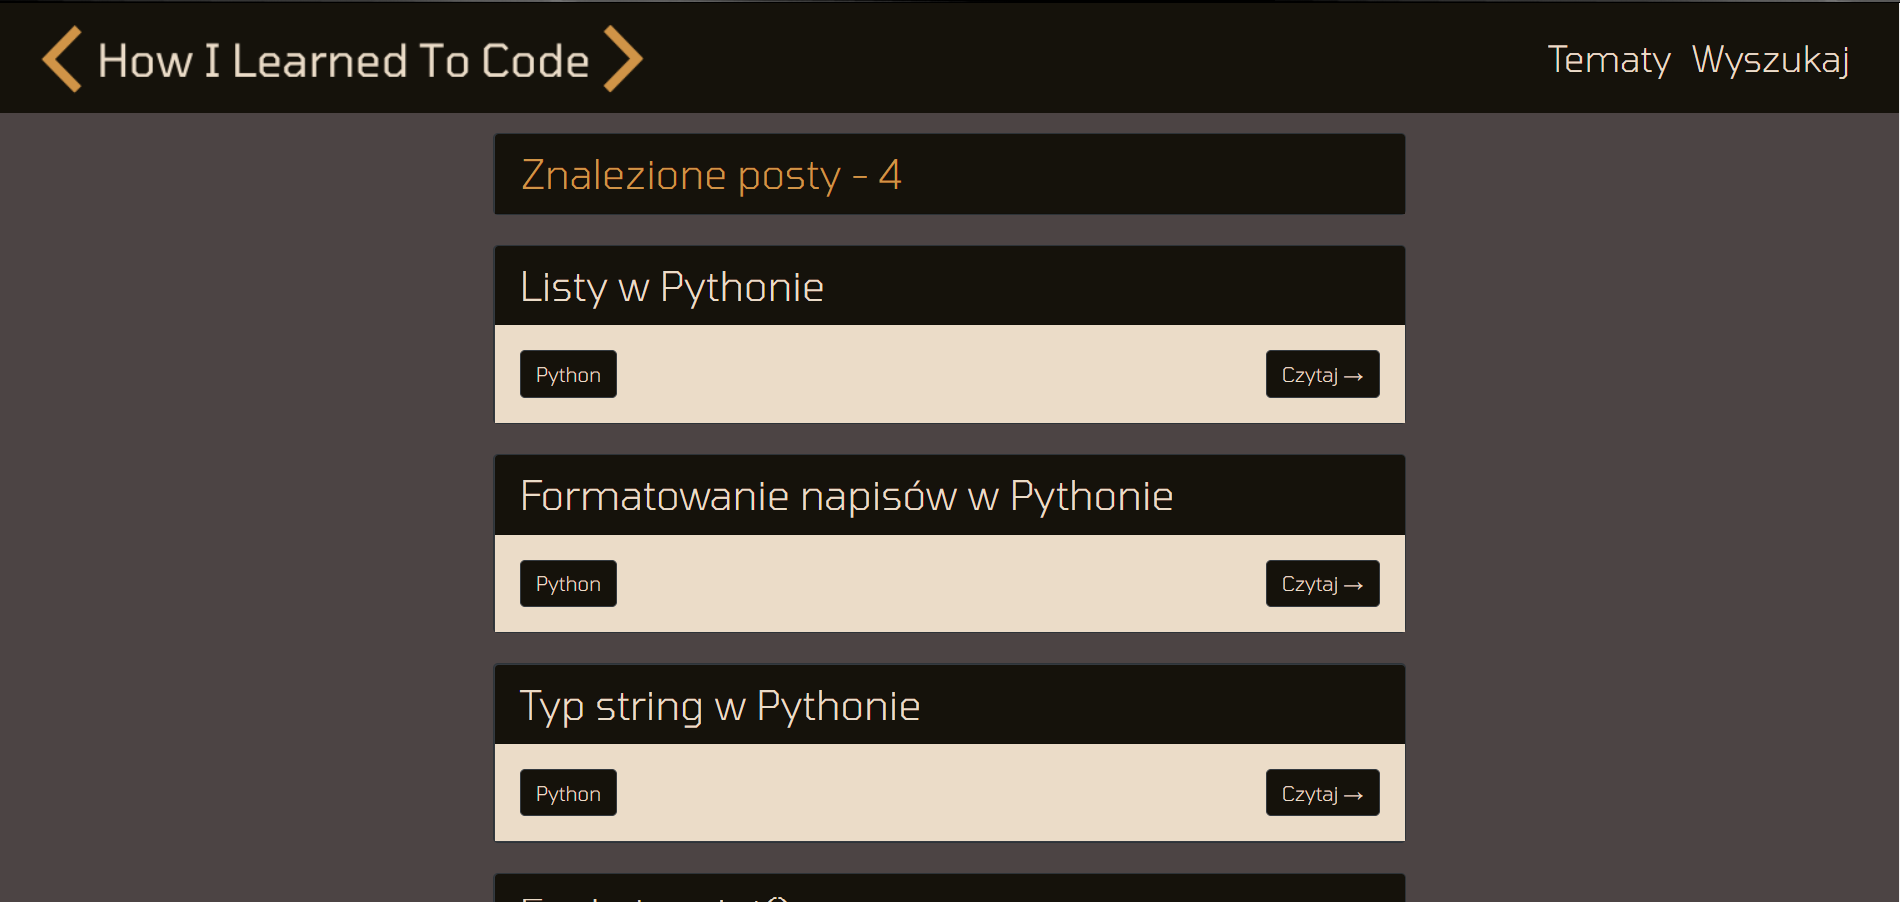 How I Learned To Code
Tematy Wyszukaj
Znalezione posty - 4
Listy w Pythonie
Python
Czytaj →
Formatowanie napisów w Pythonie
Python
Czytaj →
Typ string w Pythonie
Python
Czytaj →